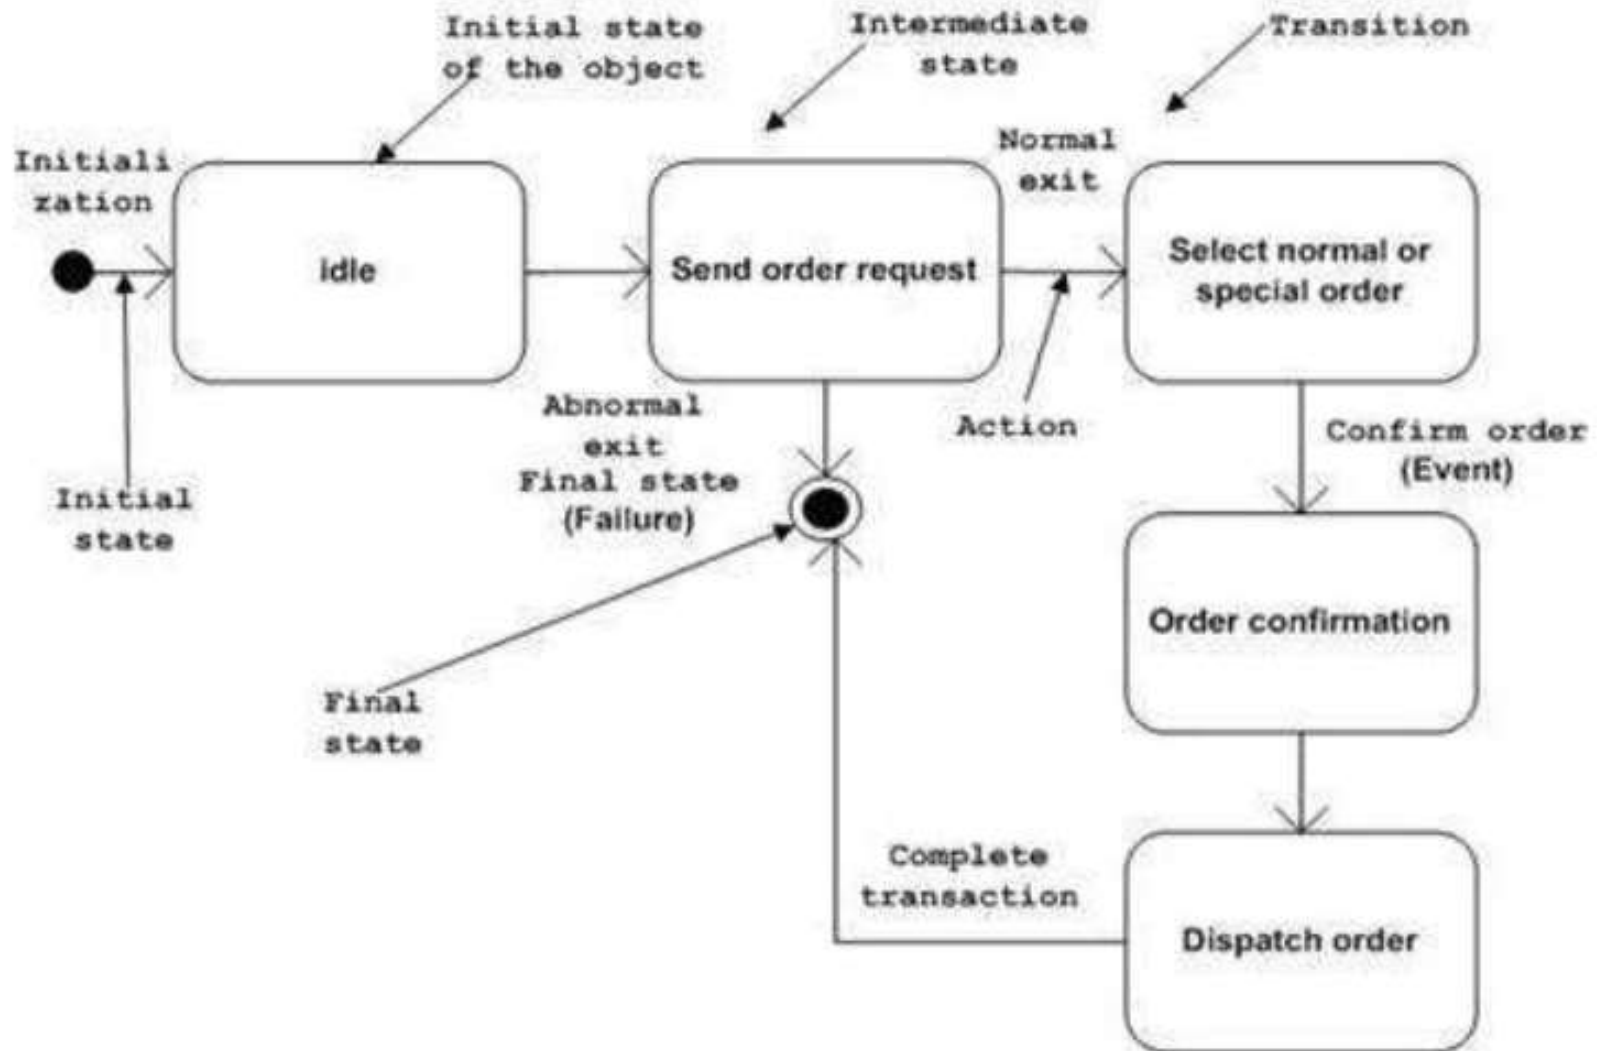 Initial state
of the object
Intermediate
state
Transition
Initiali
zation
Normal
exit
idle
Send order request
Select normal or
special order
Abnormal
exit
Final state
(Failure)
Action
Confirm order
(Event)
Initial
state
Order confirmation
Final
state
Complete
transaction
Dispatch order